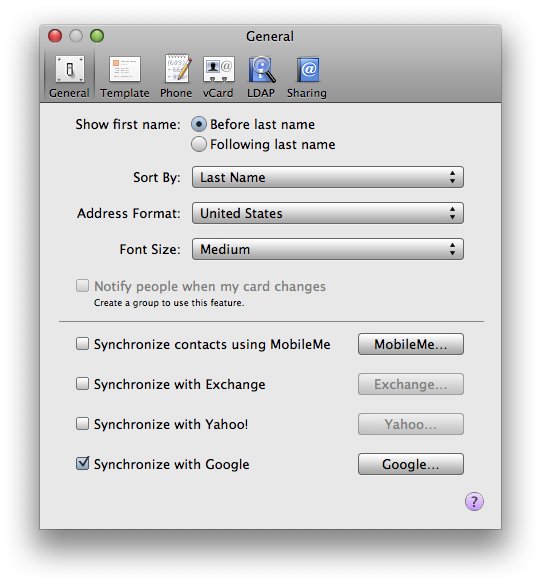 General
General Template Phone vCard LDAP Sharing
Show first name: Before last name
Following last name
Sort By: Last Name
Address Format: United States
Font Size: Medium
Notify people when my card changes
Create a group to use this feature.
Synchronize contacts using MobileMe MobileMe...
Synchronize with Exchange Exchange...
Synchronize with Yahoo! Yahoo...
Synchronize with Google Google...
?